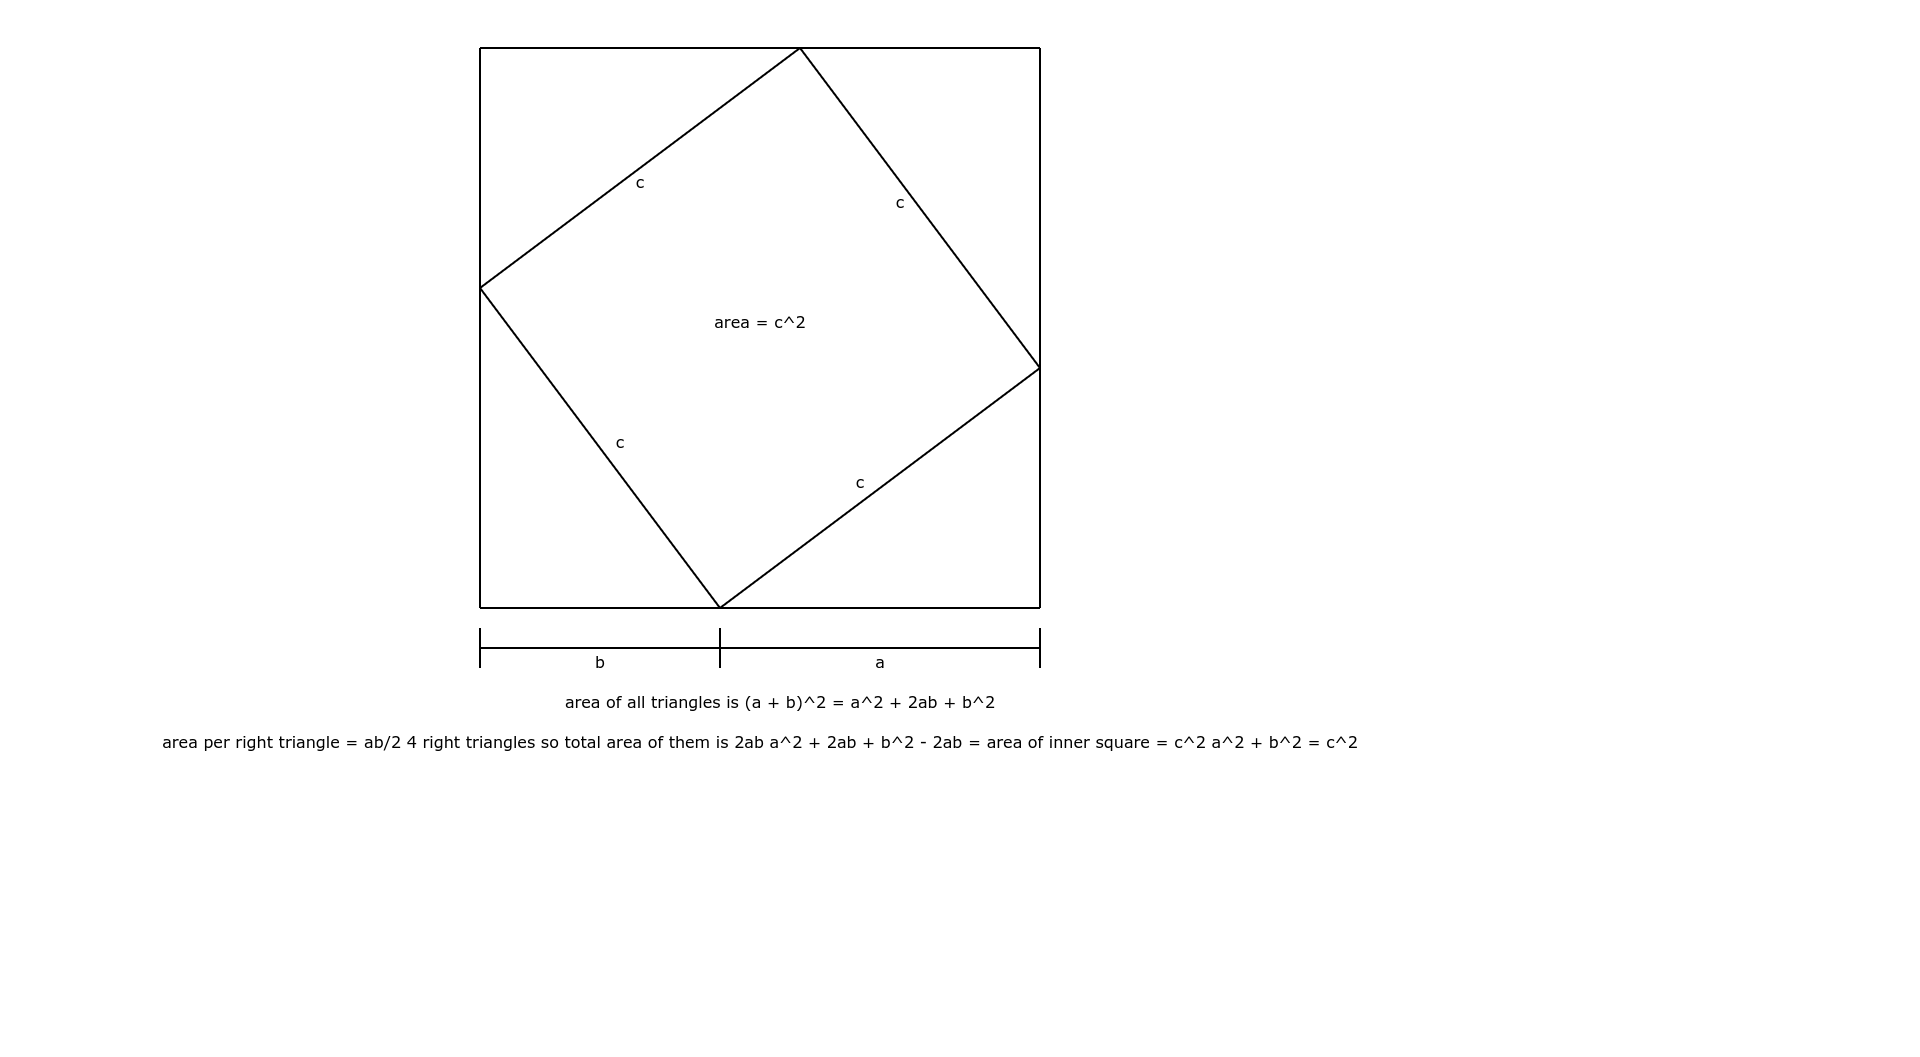 c
c
area = c^2
c
c
b a
area of all triangles is (a + b)^2 = a^2 + 2ab + b^2
area per right triangle = ab/2 4 right triangles so total area of them is 2ab a^2 + 2ab + b^2 - 2ab = area of inner square = c^2 a^2 + b^2 = c^2